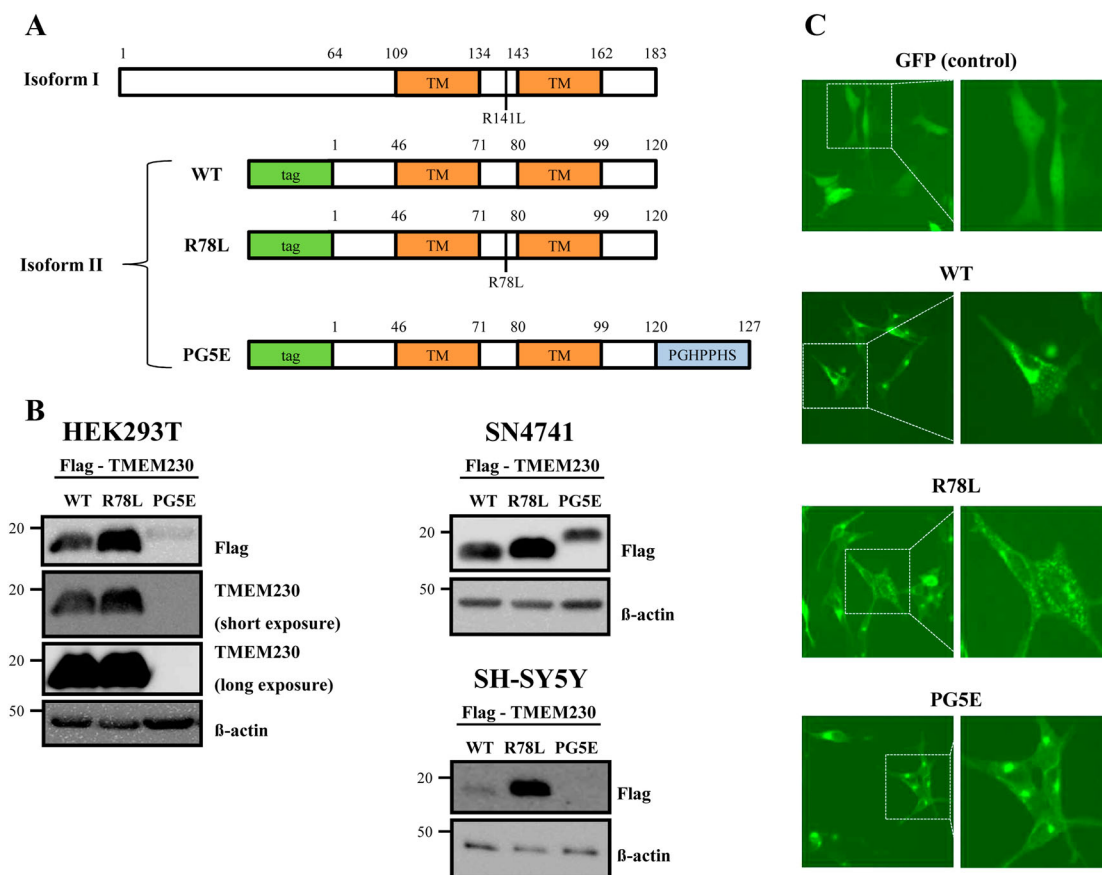 A
1 64 109 134 143 162 183
Isoform I
TM TM
R141L
1 46 71 80 99 120
WT
tag TM TM
1 46 71 80 99 120
R78L
tag TM TM
R78L
Isoform II
1 46 71 80 99 120 127
PG5E
tag TM TM PGHPPHS
B
HEK293T
Flag - TMEM230
WT R78L PG5E
20
Flag
20
TMEM230
(short exposure)
20
TMEM230
(long exposure)
50
ß-actin
SN4741
Flag - TMEM230
WT R78L PG5E
20
Flag
50
ß-actin
SH-SY5Y
Flag - TMEM230
WT R78L PG5E
20
Flag
50
ß-actin
C
GFP (control)
WT
R78L
PG5E